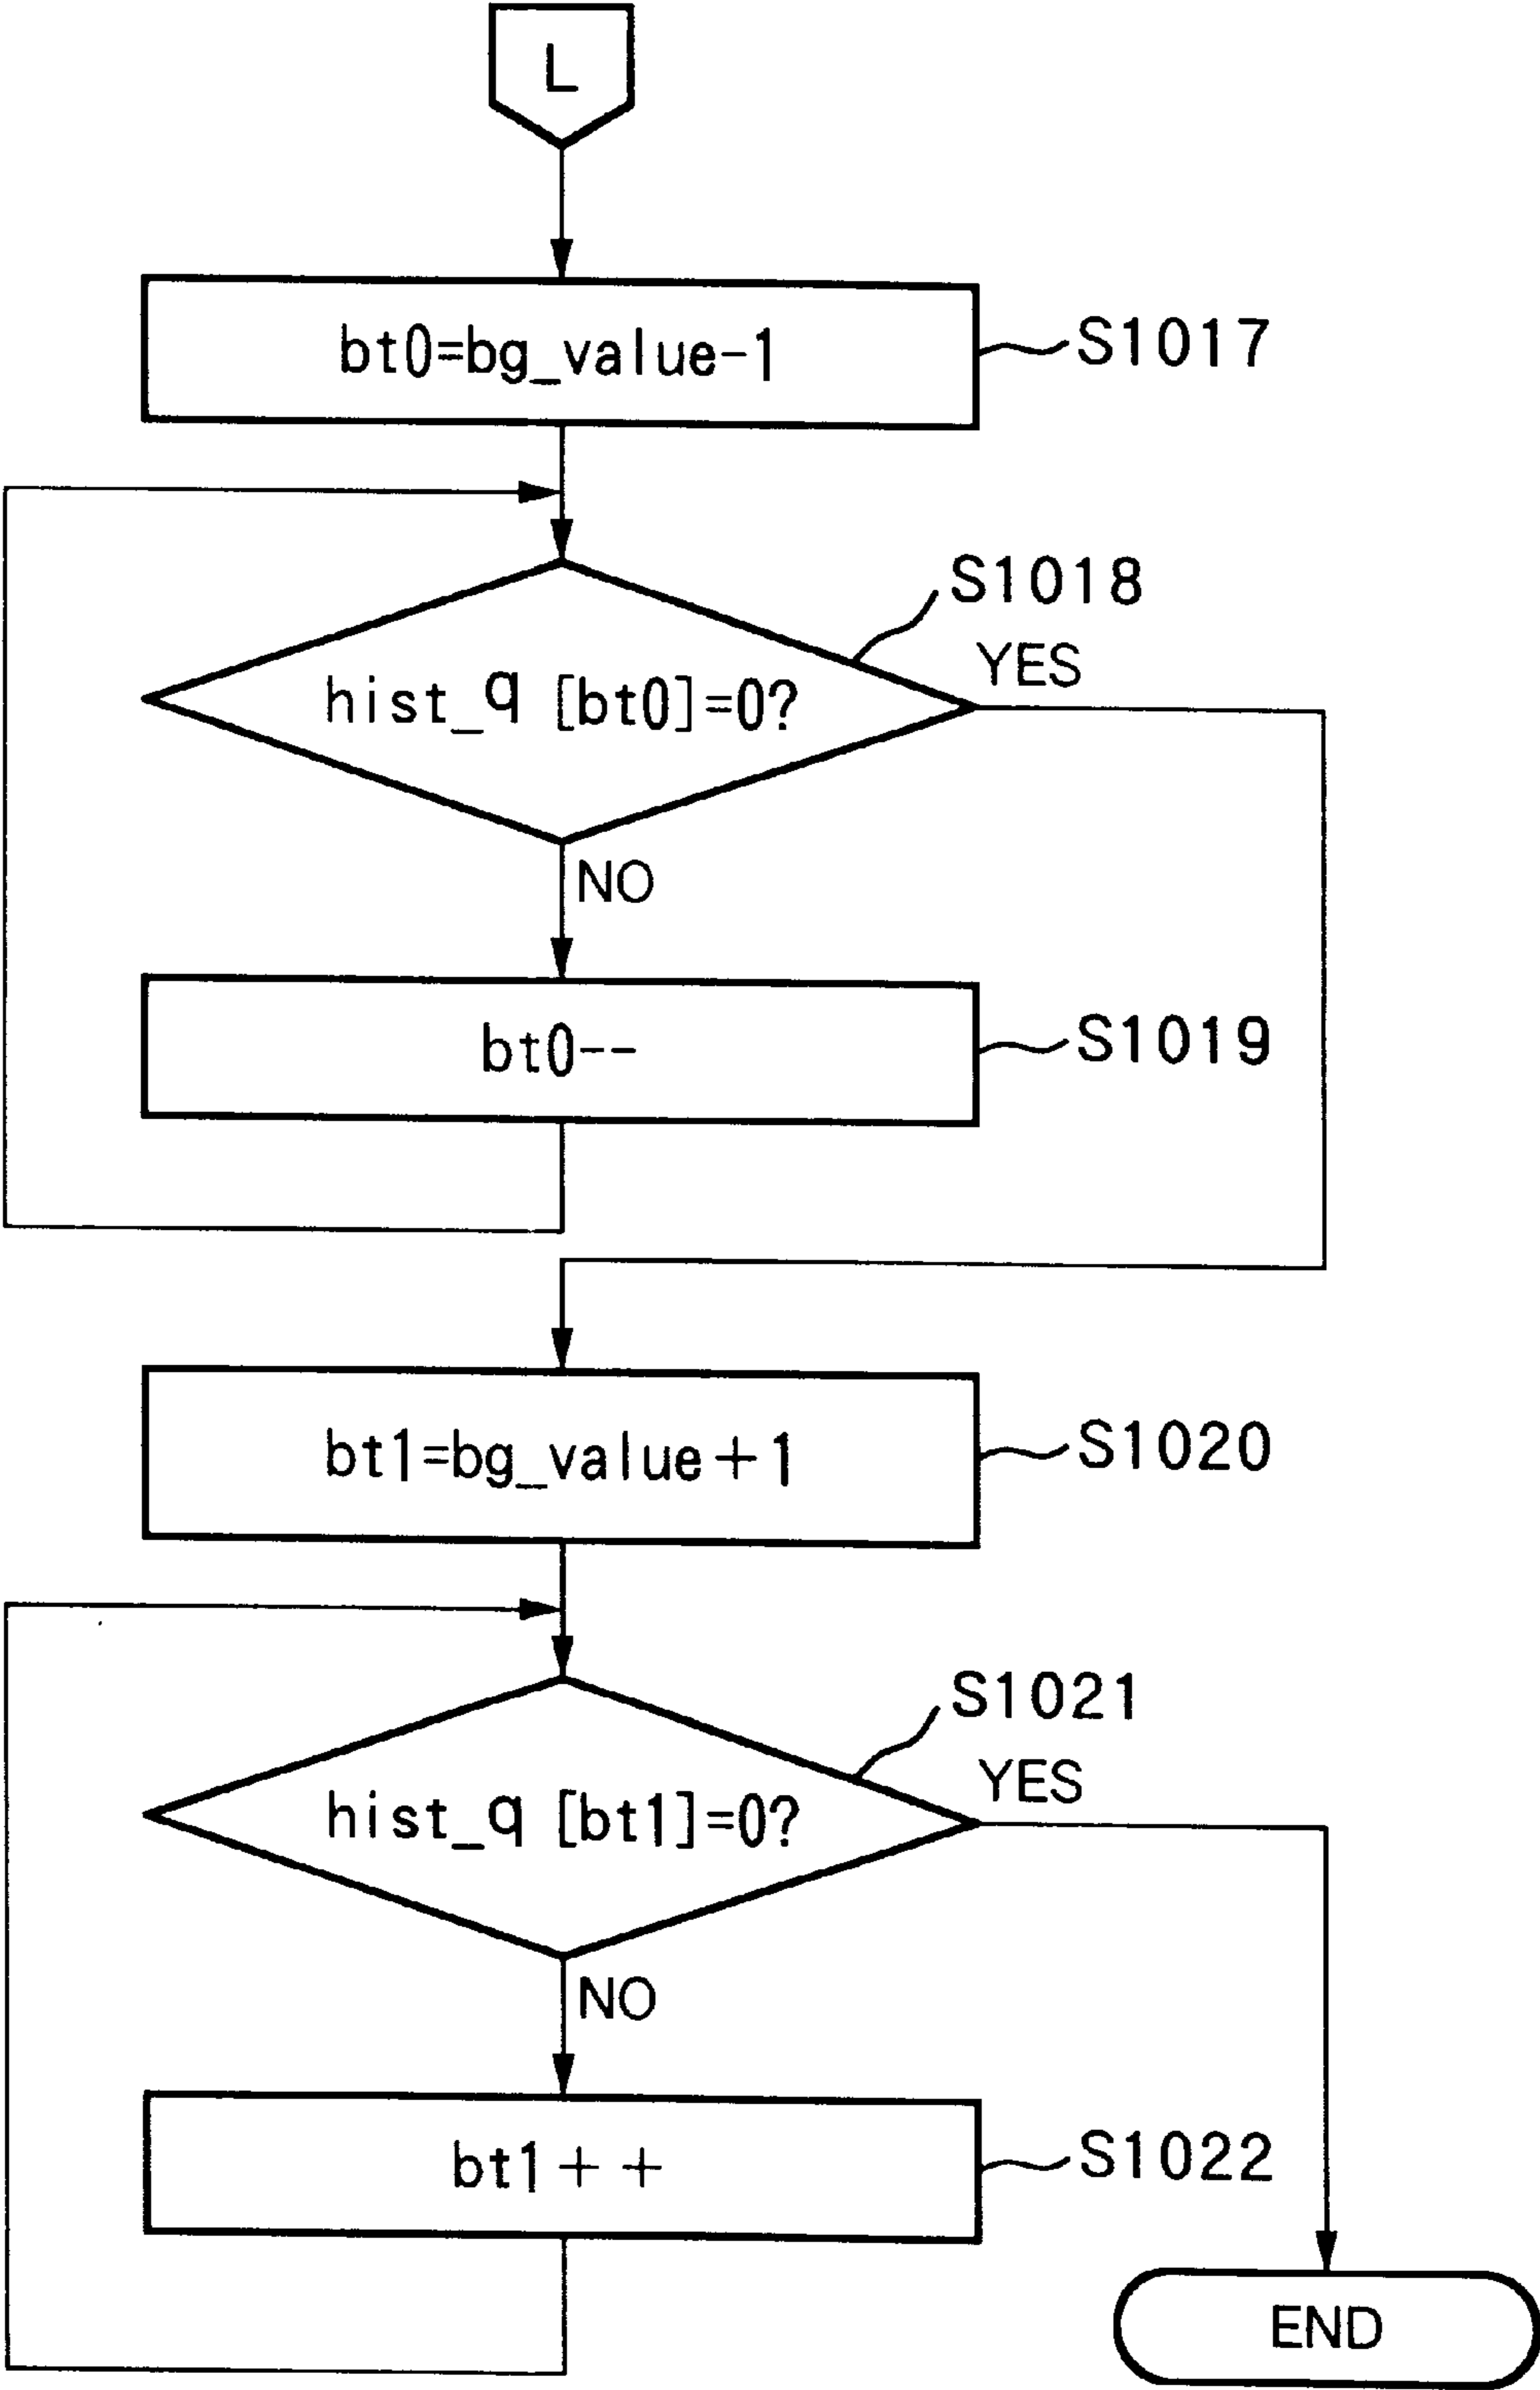 L
bt0=bg_value-1
S1017
S1018
YES
hist_q [bt0]=0?
NO
bt0--
S1019
bt1=bg_value+1
S1020
S1021
YES
hist_q [bt1]=0?
NO
bt1++
S1022
END